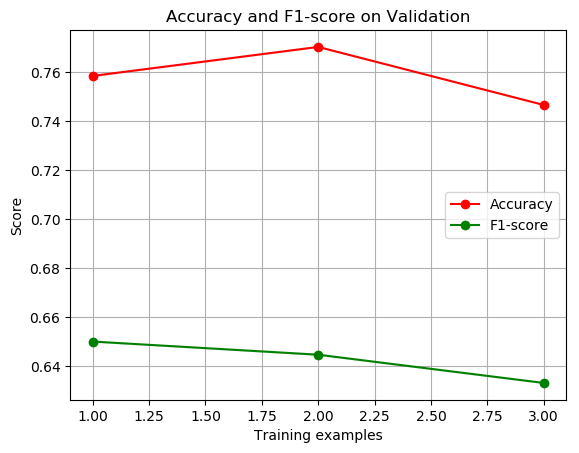 Accuracy and F1-score on Validation
0.76
0.74
0.72
0.70
0.68
0.66
0.64
Score
Accuracy
F1-score
1.00 1.25 1.50 1.75 2.00 2.25 2.50 2.75 3.00
Training examples